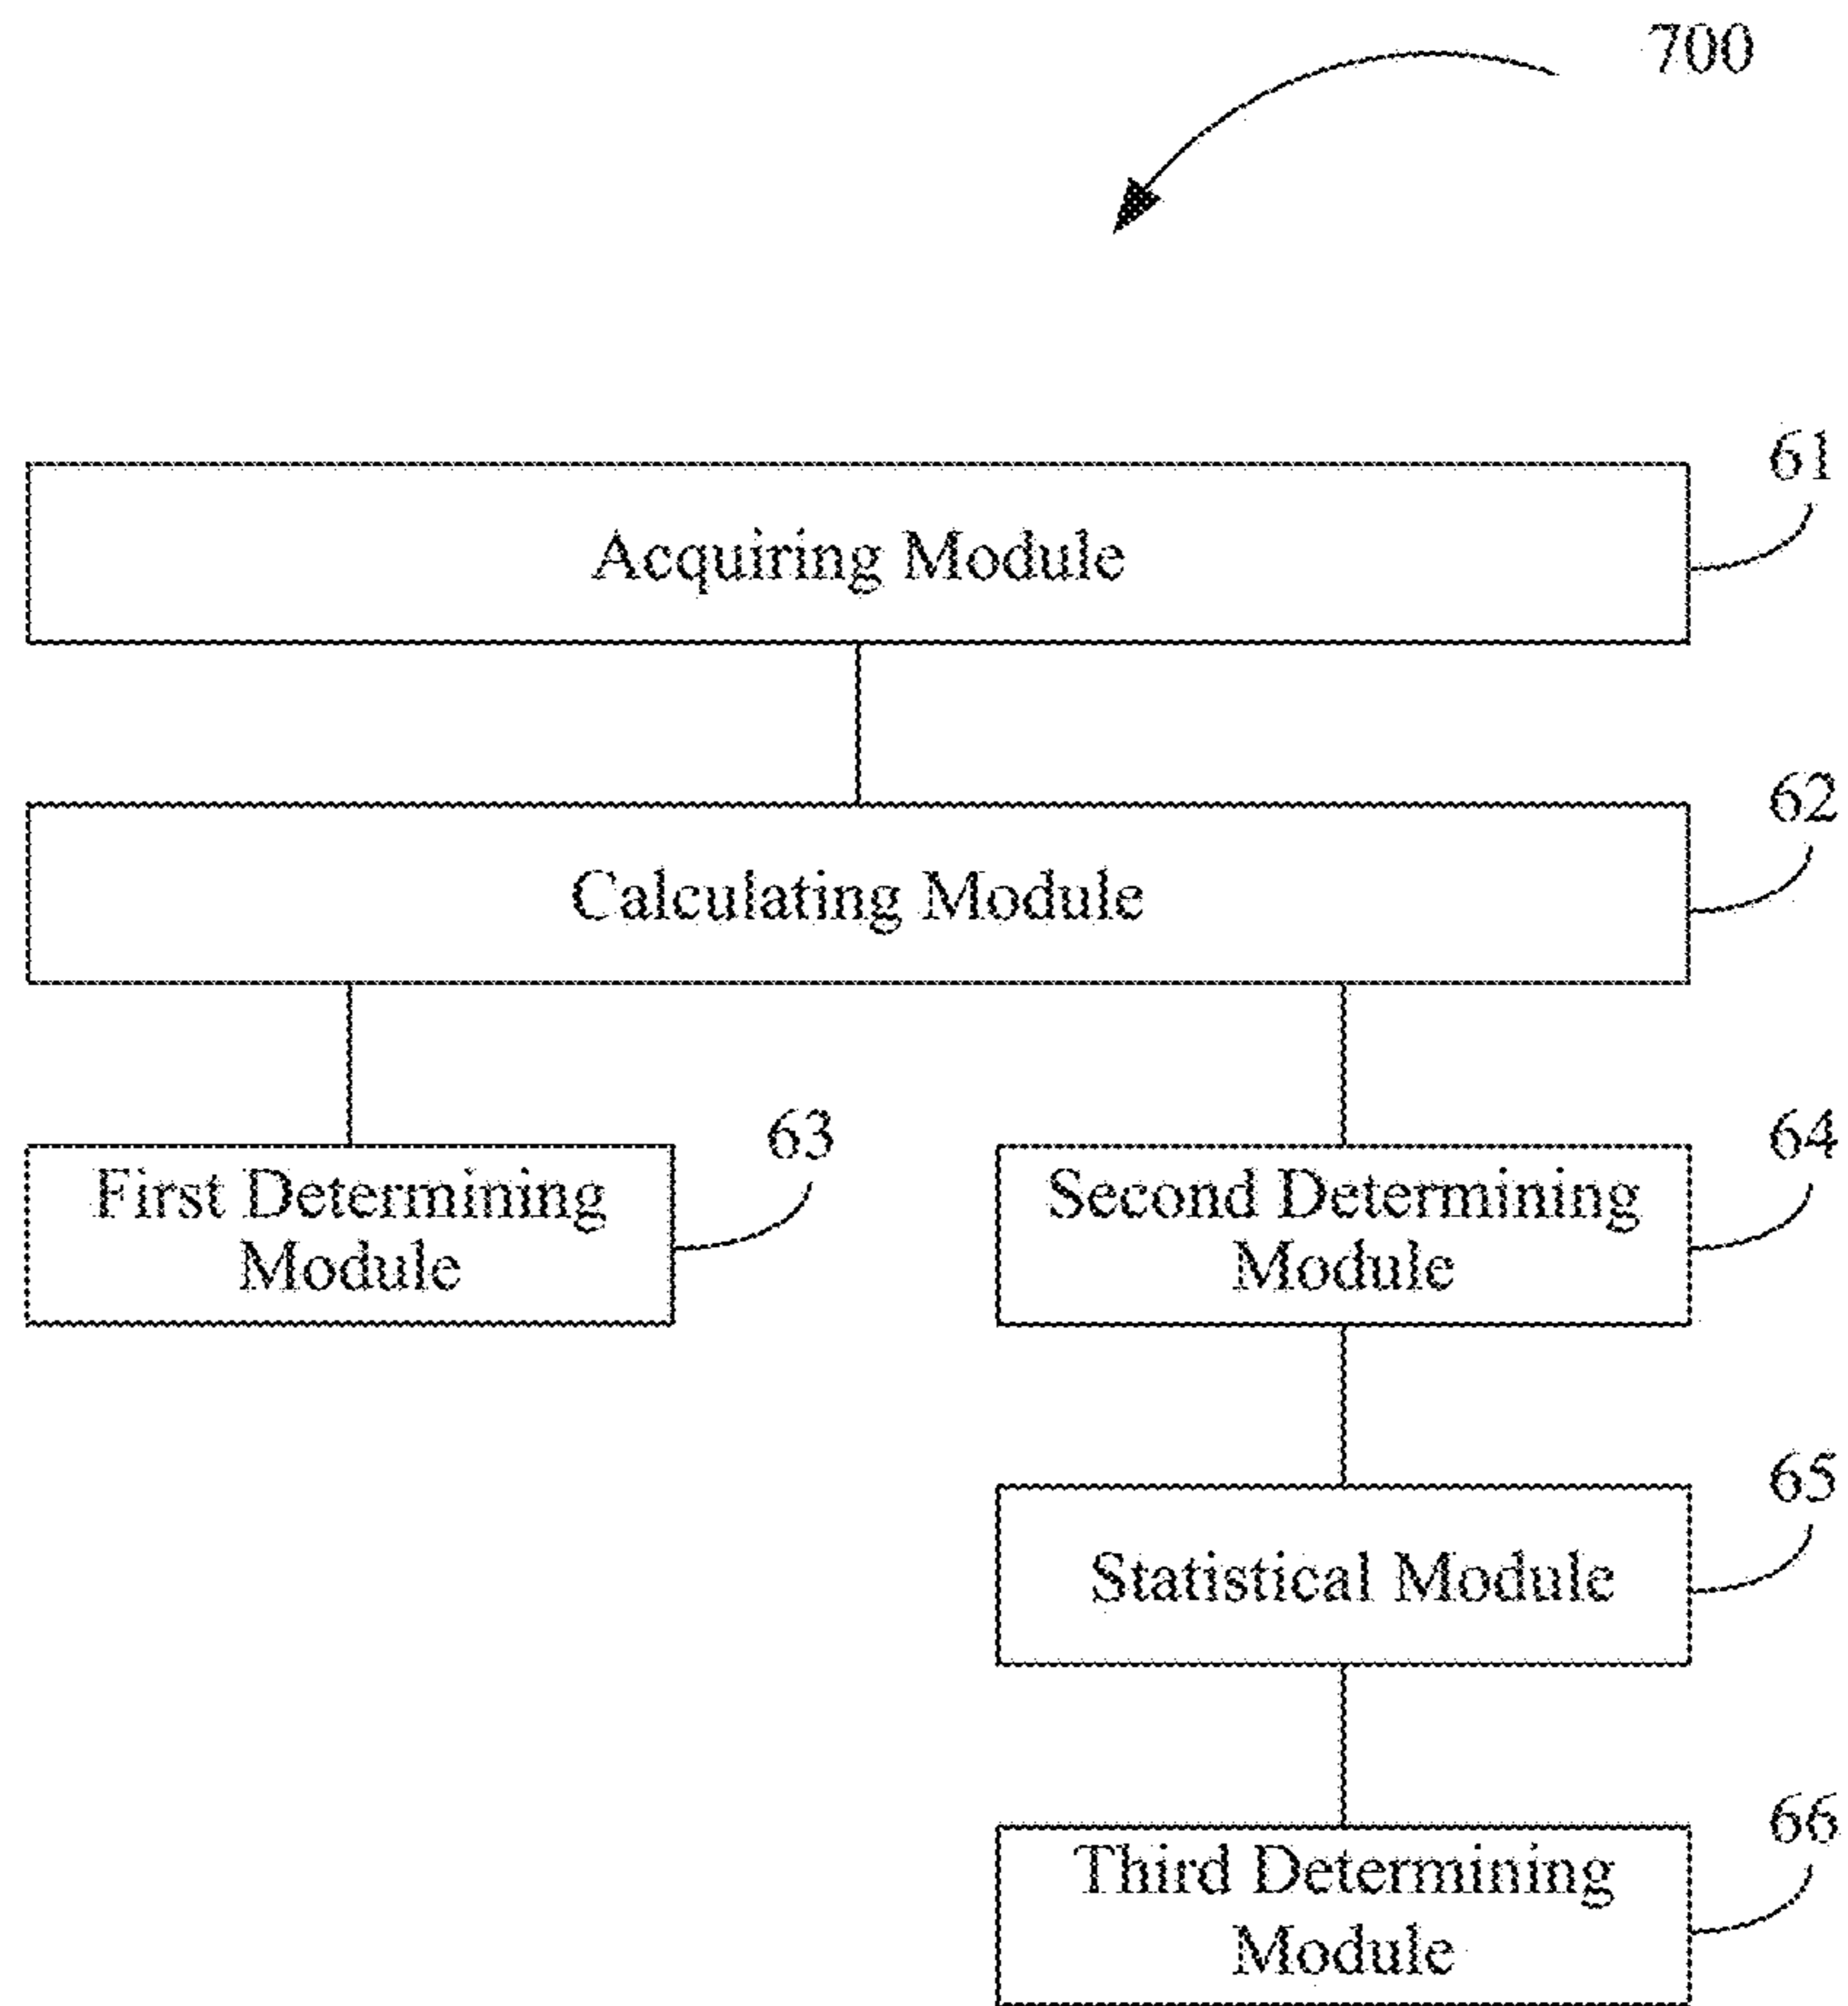 700
61
Acquiring Module
62
Calculating Module
63
First Determining
Module
64
Second Determining
Module
65
Statistical Module
66
Third Determining
Module